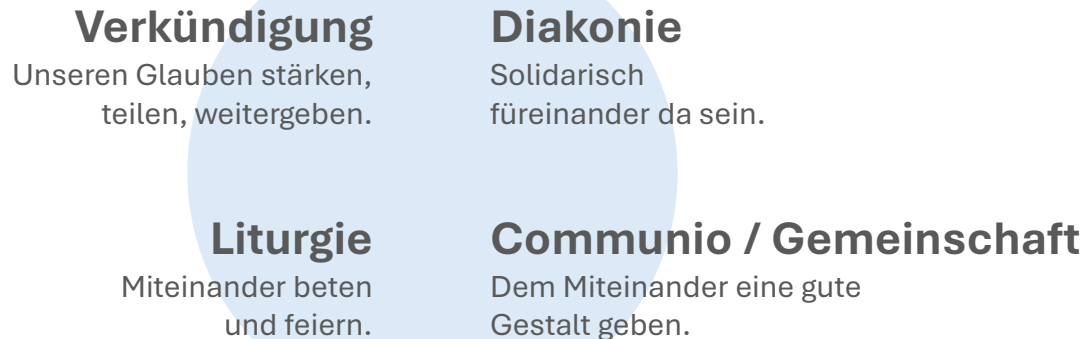 Verkündigung
Unseren Glauben stärken,
teilen, weitergeben.
Diakonie
Solidarisch
füreinander da sein.
Liturgie
Miteinander beten
und feiern.
Communio / Gemeinschaft
Dem Miteinander eine gute
Gestalt geben.